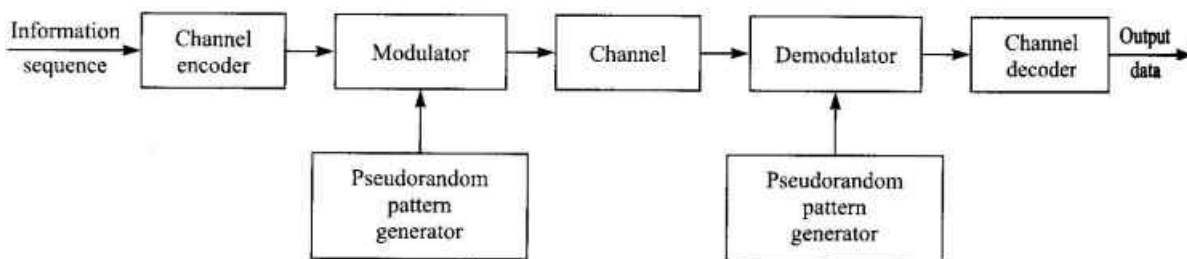 Information
sequence
Channel
encoder
Modulator
Channel
Demodulator
Channel
decoder
Output
data
Pseudorandom
pattern
generator
Pseudorandom
pattern
generator